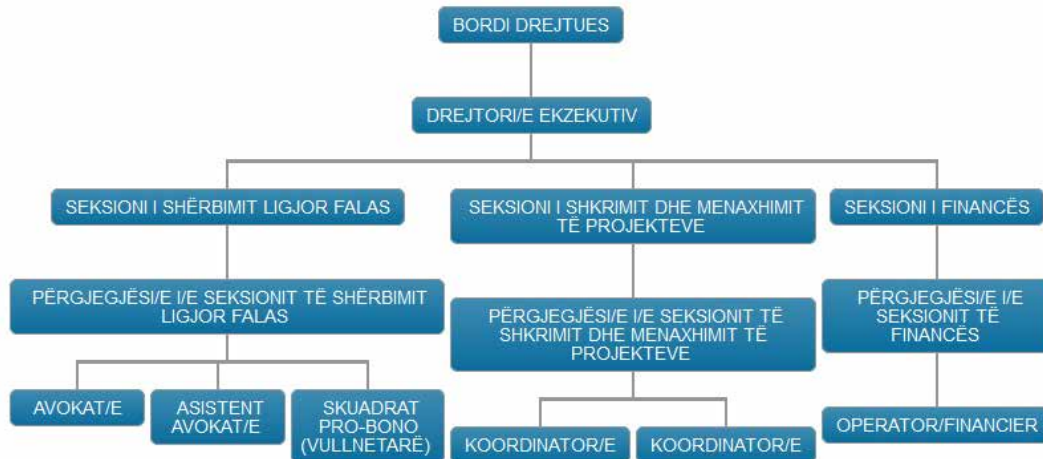 BORDI DREJTUES
DREJTORI/E EKZEKUTIV
SEKSIONI I SHËRBIMIT LIGJOR FALAS
SEKSIONI I SHKRIMIT DHE MENAXHIMIT
TË PROJEKTEVE
SEKSIONI I FINANCËS
PËRGJEGJËSI/E I/E SEKSIONIT TË SHËRBIMIT
LIGJOR FALAS
PËRGJEGJËSI/E I/E SEKSIONIT TË
SHKRIMIT DHE MENAXHIMIT TË
PROJEKTEVE
PËRGJEGJËSI/E I/E
SEKSIONIT TË
FINANCËS
AVOKAT/E
ASISTENT
AVOKAT/E
SKUADRAT
PRO-BONO
(VULLNETARË)
KOORDINATOR/E
KOORDINATOR/E
OPERATOR/FINANCIER